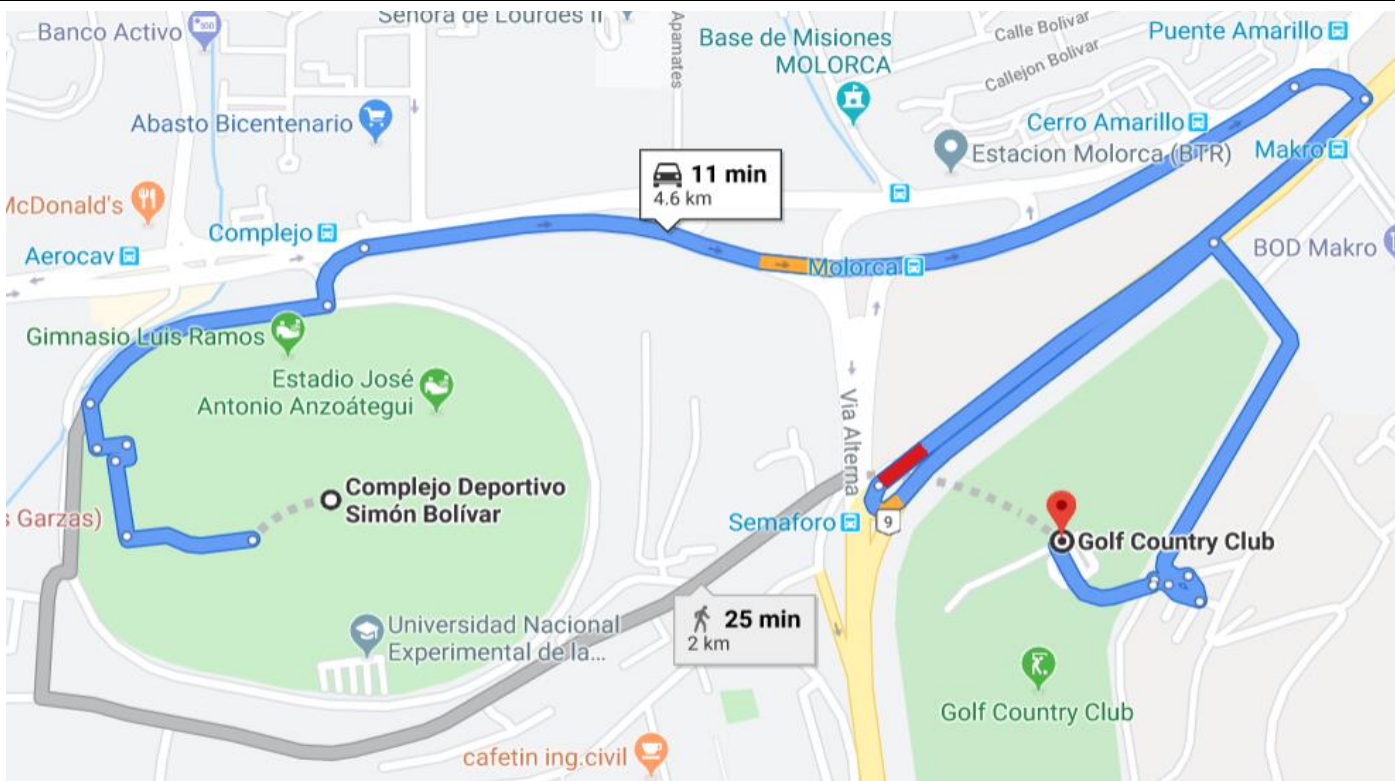 Señora de Lourdes II
Banco Activo
Apamates
Base de Misiones
MOLORCA
Calle Bolivar
Callejon Bolivar
Puente Amarillo
Abasto Bicentenario
Cerro Amarillo
Estacion Molorca (BTR)
Makro
11 min
4.6 km
McDonald's
Complejo
Aerocav
Molorca
BOD Makro
Gimnasio Luis Ramos
Estadio José
Antonio Anzoátegui
Via Alterna
Complejo Deportivo
Simón Bolívar
s Garzas)
Semaforo
9
Golf Country Club
25 min
2 km
Universidad Nacional
Experimental de la...
Golf Country Club
cafetin ing.civil